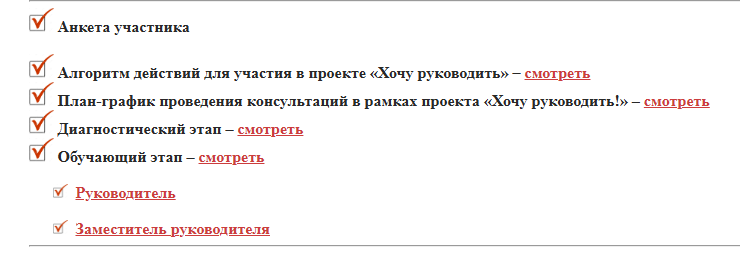 Анкета участника
Алгоритм действий для участия в проекте «Хочу руководить» – смотреть
План-график проведения консультаций в рамках проекта «Хочу руководить!» – смотреть
Диагностический этап – смотреть
Обучающий этап – смотреть
Руководитель
Заместитель руководителя